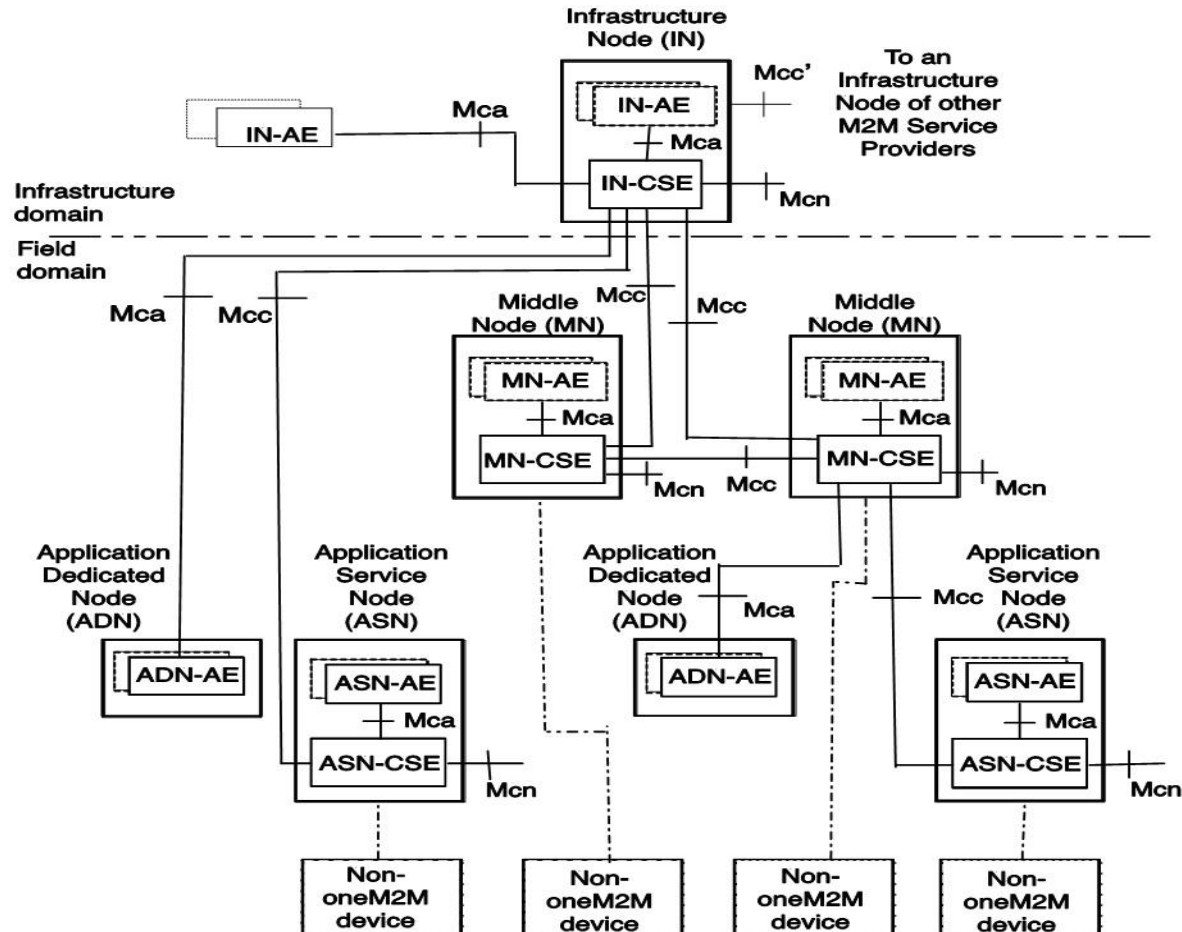 Infrastructure
Node (IN)
To an
Infrastructure
Node of other
M2M Service
Providers
Mcc’
IN-AE
Mca
IN-AE
Mca
IN-CSE
Mcn
Infrastructure
domain
Field
domain
Mca
Mcc
Mcc
Mcc
Middle
Node (MN)
Middle
Node (MN)
MN-AE
Mca
MN-CSE
Mcn
Mcc
MN-AE
Mca
MN-CSE
Mcn
Application
Dedicated
Node
(ADN)
Application
Service
Node
(ASN)
Application
Dedicated
Node
(ADN)
Mca
Mcc
Application
Service
Node
(ASN)
ADN-AE
ASN-AE
Mca
ASN-CSE
Mcn
ADN-AE
ASN-AE
Mca
ASN-CSE
Mcn
Non-
oneM2M
device
Non-
oneM2M
device
Non-
oneM2M
device
Non-
oneM2M
device